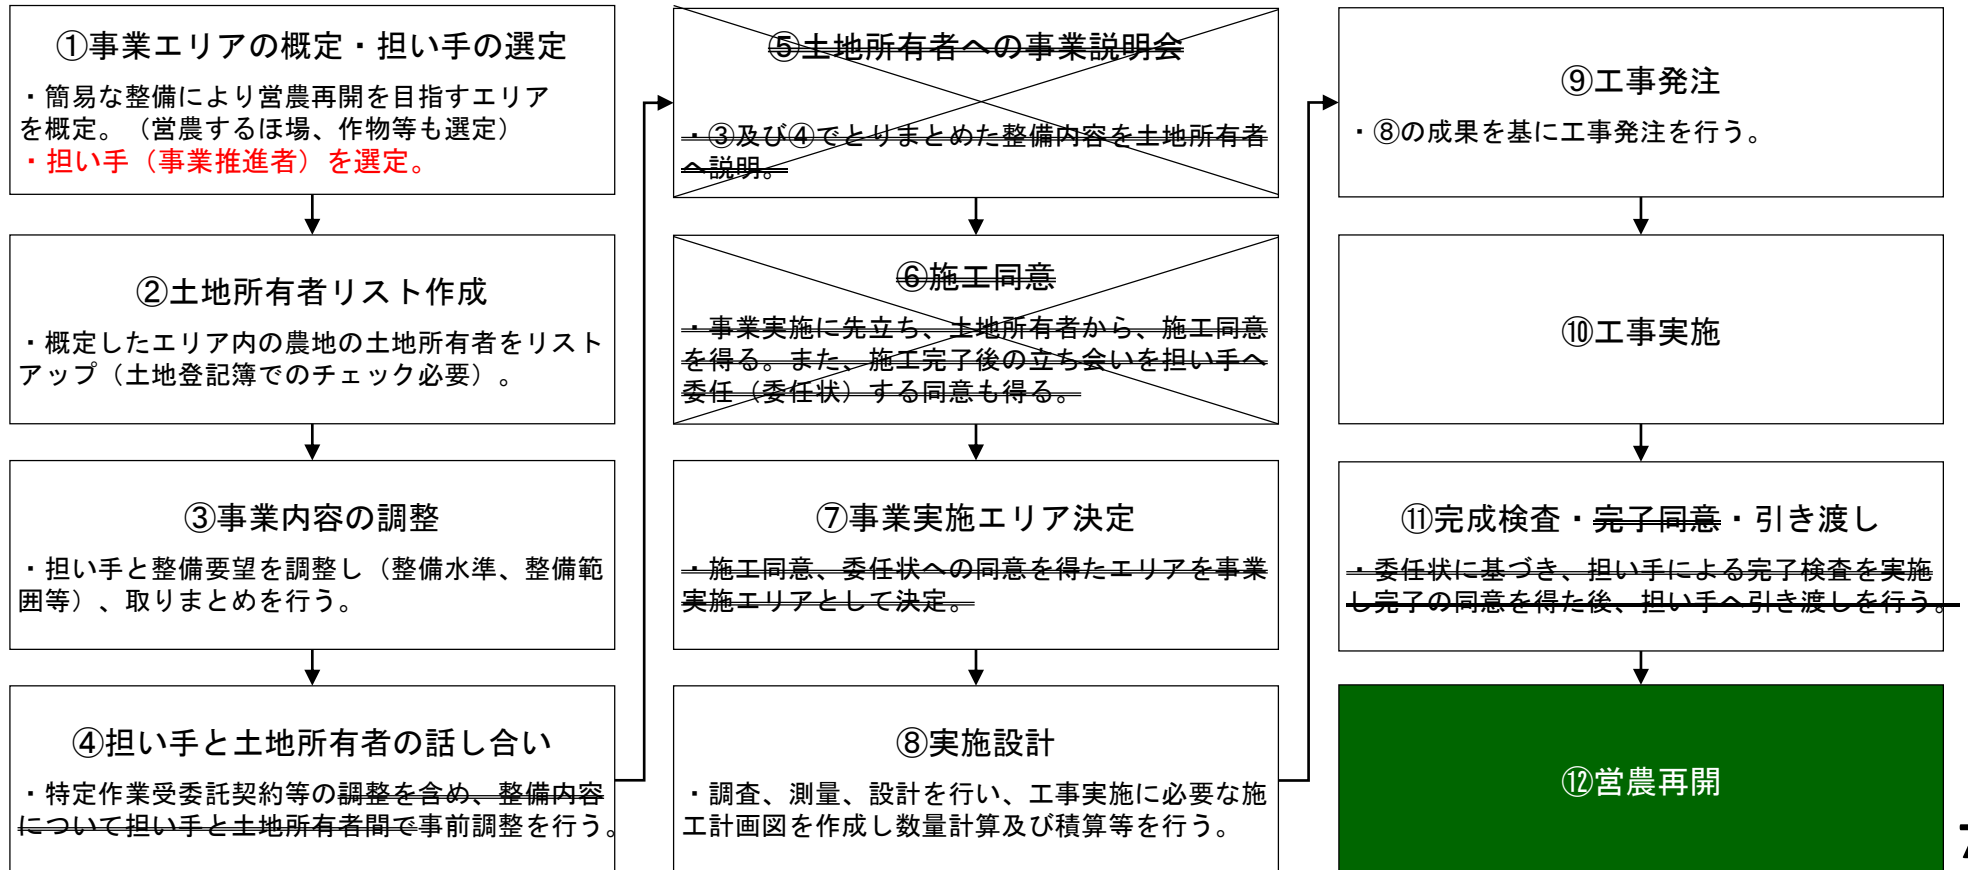 ①事業エリアの概定・担い手の選定
・簡易な整備により営農再開を目指すエリア
を概定。（営農するほ場、作物等も選定）
・担い手（事業推進者）を選定。
②土地所有者リスト作成
・概定したエリア内の農地の土地所有者をリスト
アップ（土地登記簿でのチェック必要）。
③事業内容の調整
・担い手と整備要望を調整し（整備水準、整備範
囲等）、取りまとめを行う。
④担い手と土地所有者の話し合い
・特定作業受委託契約等の調整を含め、整備内容
について担い手と土地所有者間で事前調整を行う。
⑤土地所有者への事業説明会
・③及び④でとりまとめた整備内容を土地所有者
へ説明。
⑥施工同意
・事業実施に先立ち、土地所有者から、施工同意
を得る。また、施工完了後の立ち会いを担い手へ
委任（委任状）する同意も得る。
⑦事業実施エリア決定
・施工同意、委任状への同意を得たエリアを事業
実施エリアとして決定。
⑧実施設計
・調査、測量、設計を行い、工事実施に必要な施
工計画図を作成し数量計算及び積算等を行う。
⑨工事発注
・⑧の成果を基に工事発注を行う。
⑩工事実施
⑪完成検査・完了同意・引き渡し
・委任状に基づき、担い手による完了検査を実施
し完了の同意を得た後、担い手へ引き渡しを行う。
⑫営農再開